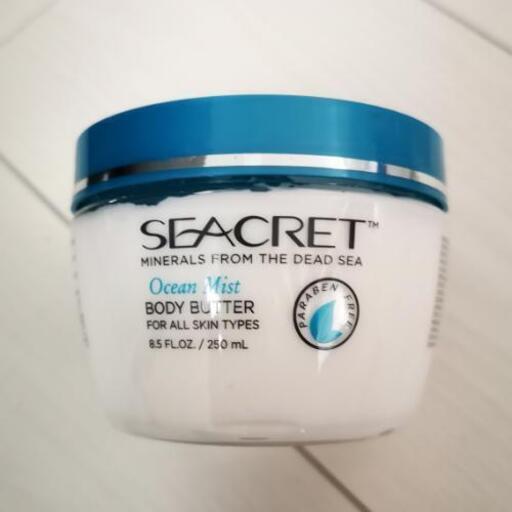 SEACRET™
MINERALS FROM THE DEAD SEA
Ocean Mist
BODY BUTTER
FOR ALL SKIN TYPES
8.5 FL.OZ. / 250 mL
PARABEN-FREE